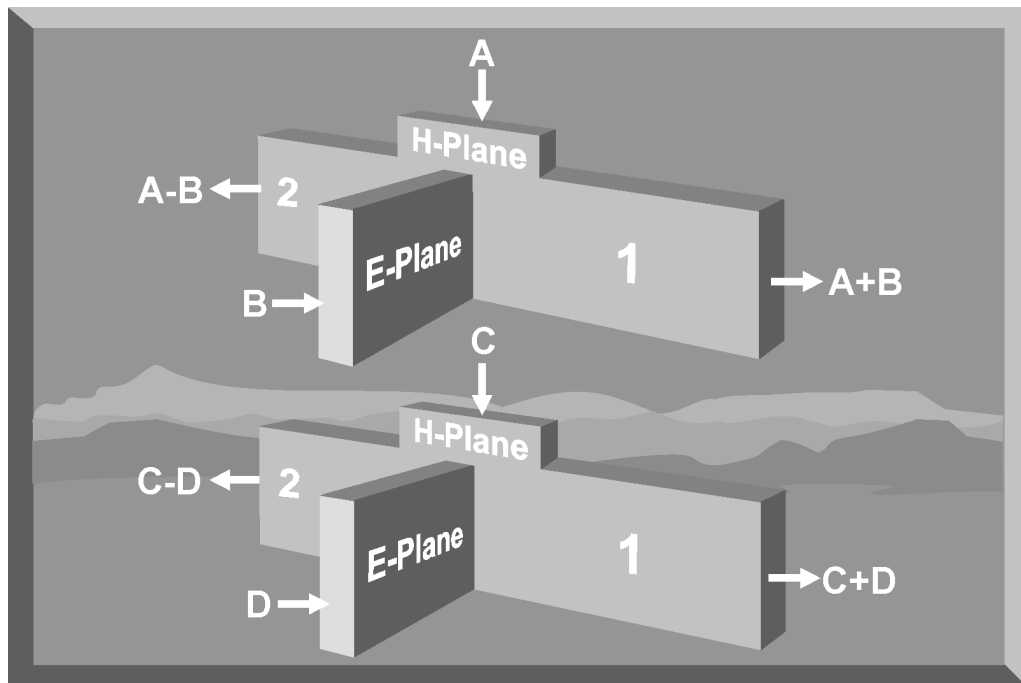 A
H-Plane
A-B
2
E-Plane
1
A+B
B
C
H-Plane
C-D
2
E-Plane
1
C+D
D